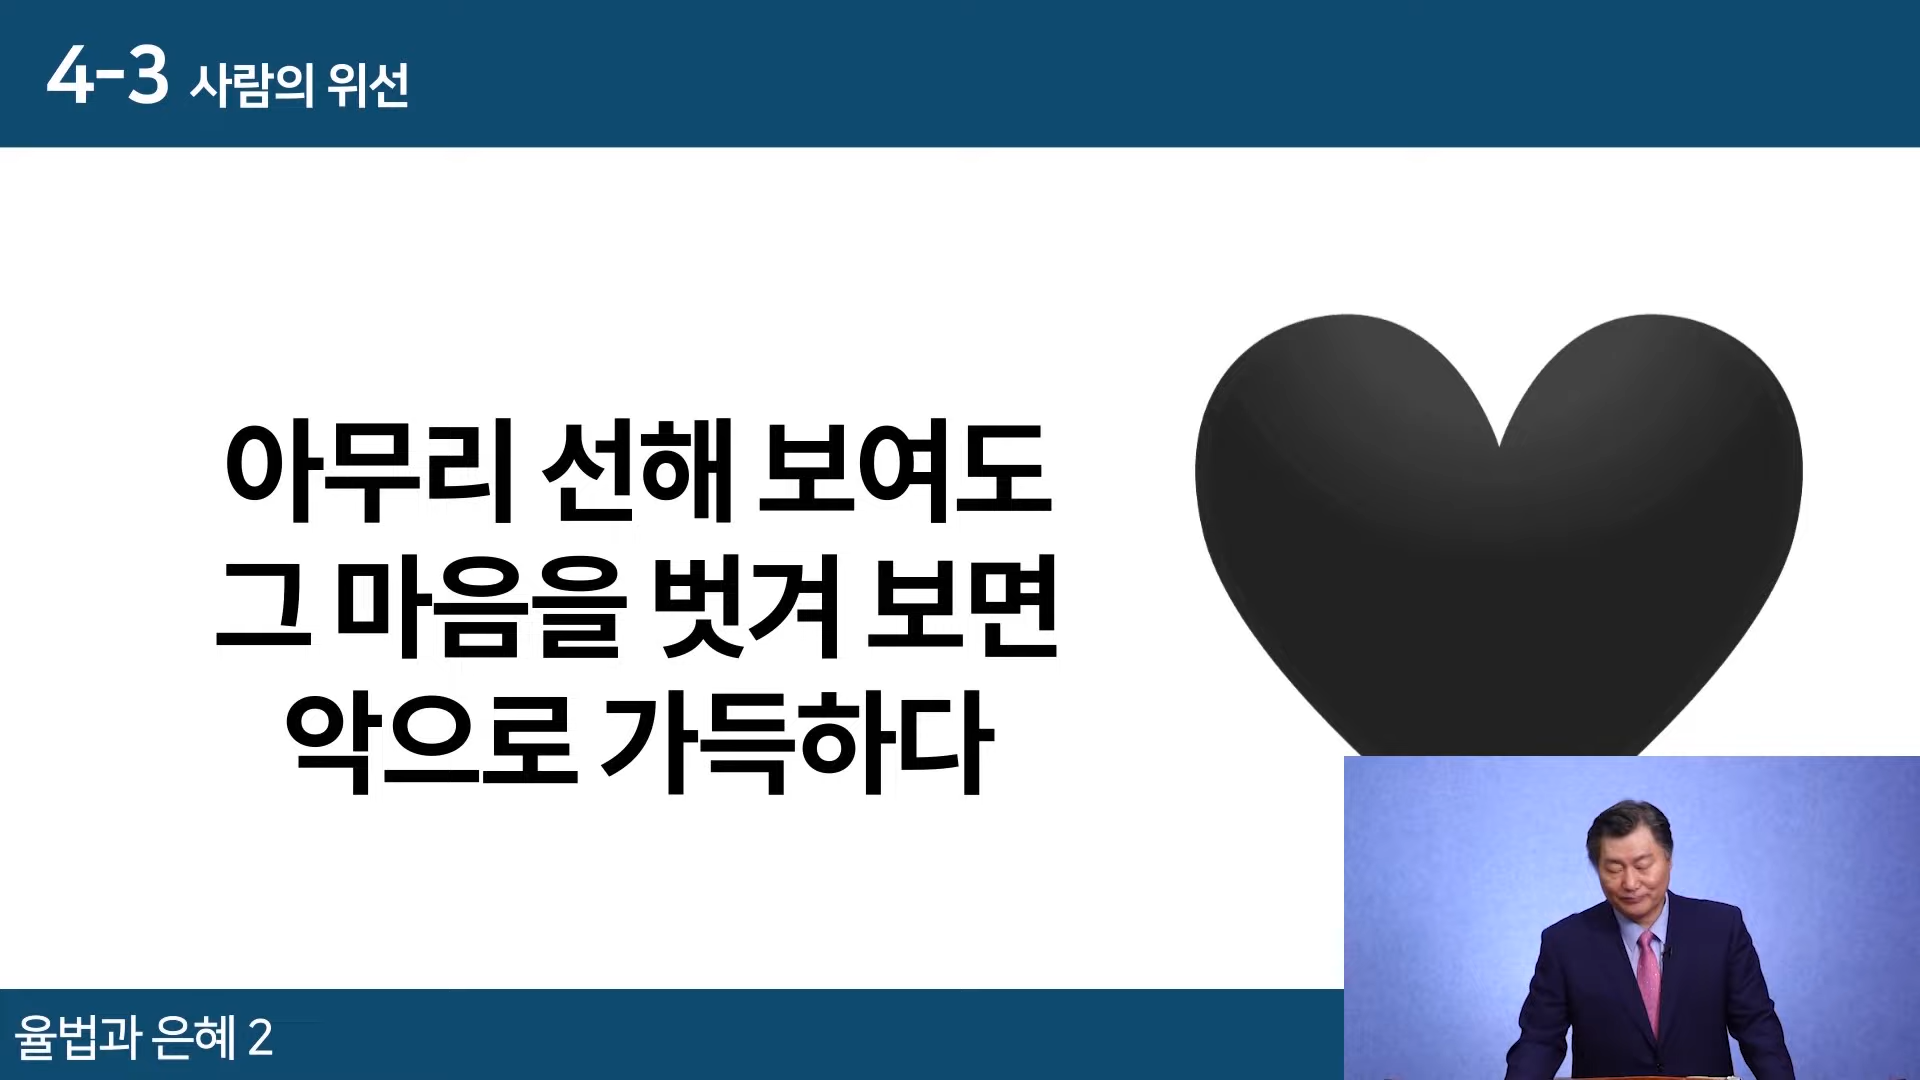 4-3 사람의 위선
아무리 선해 보여도
그 마음을 벗겨 보면
악으로 가득하다
율법과 은혜 2